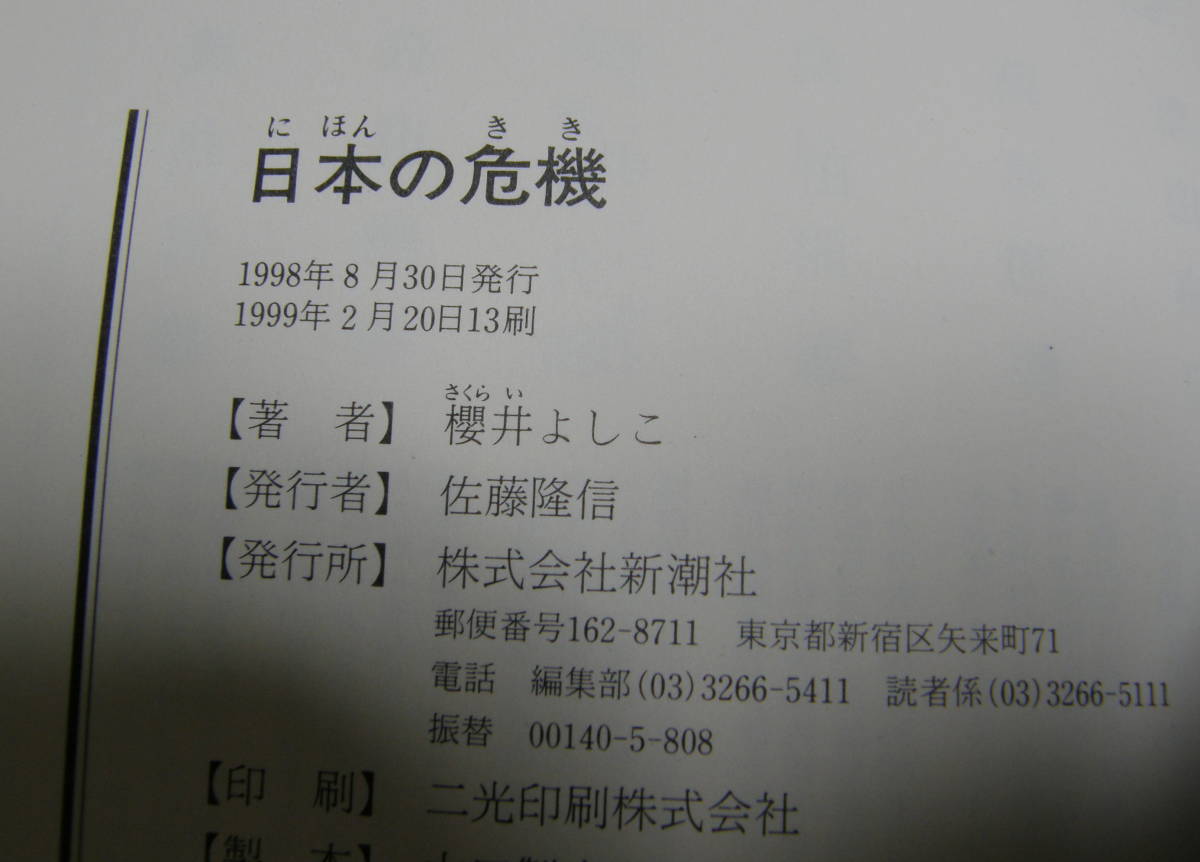 にほん きき
日本の危機
1998年8月30日発行
1999年2月20日13刷
さくらい
【著 者】 櫻井よしこ
【発行者】 佐藤隆信
【発行所】 株式会社新潮社
郵便番号162-8711 東京都新宿区矢来町71
電話 編集部(03)3266-5411 読者係(03)3266-5111
振替 00140-5-808
【印 刷】 二光印刷株式会社
【製 本】